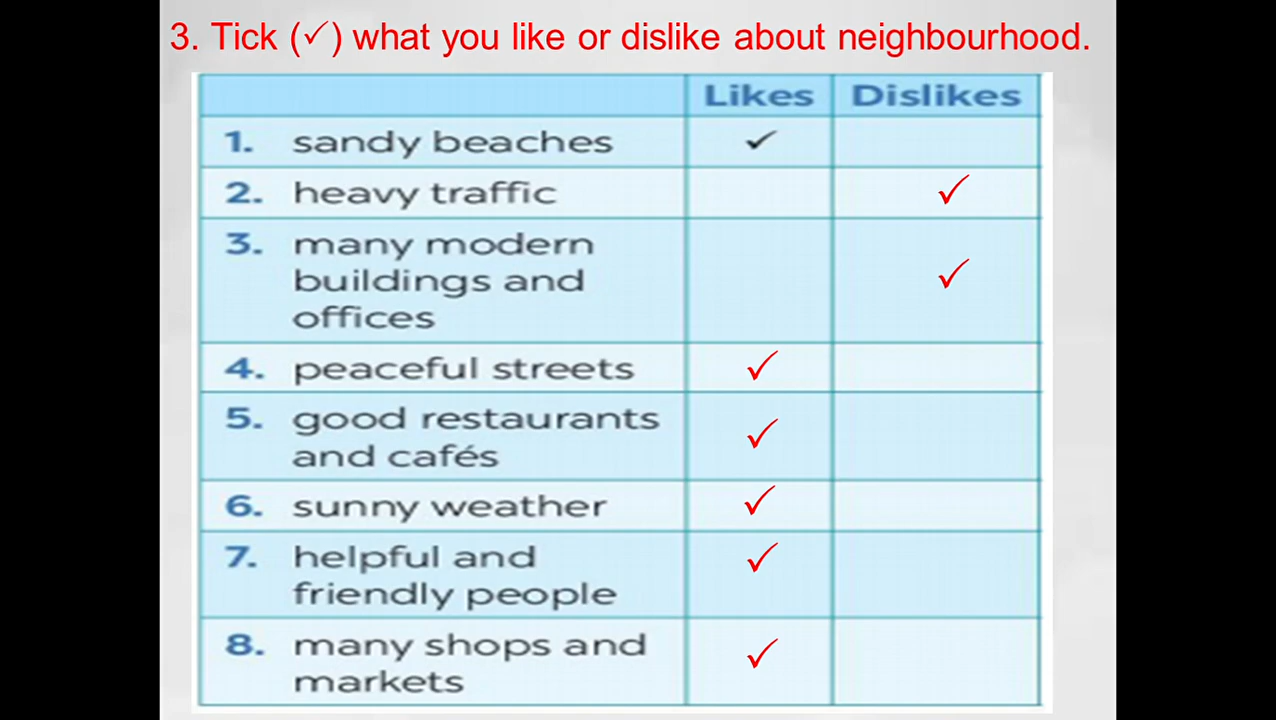 3. Tick (✓) what you like or dislike about neighbourhood.
Likes Dislikes
1. sandy beaches ✓
2. heavy traffic ✓
3. many modern
buildings and ✓
offices
4. peaceful streets ✓
5. good restaurants ✓
and cafés
6. sunny weather ✓
7. helpful and ✓
friendly people
8. many shops and ✓
markets